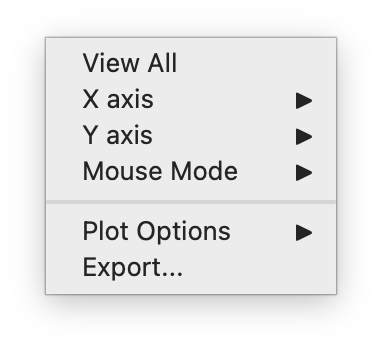 View All
X axis
Y axis
Mouse Mode
Plot Options
Export...